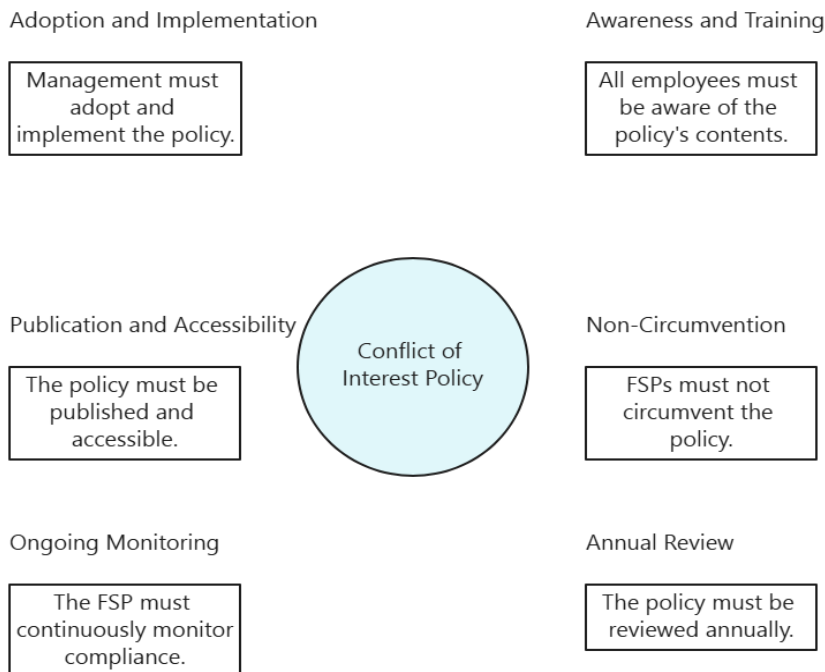 Adoption and Implementation
Management must
adopt and
implement the policy.
Awareness and Training
All employees must
be aware of the
policy's contents.
Publication and Accessibility
The policy must be
published and
accessible.
Conflict of
Interest Policy
Non-Circumvention
FSPs must not
circumvent the
policy.
Ongoing Monitoring
The FSP must
continuously monitor
compliance.
Annual Review
The policy must be
reviewed annually.